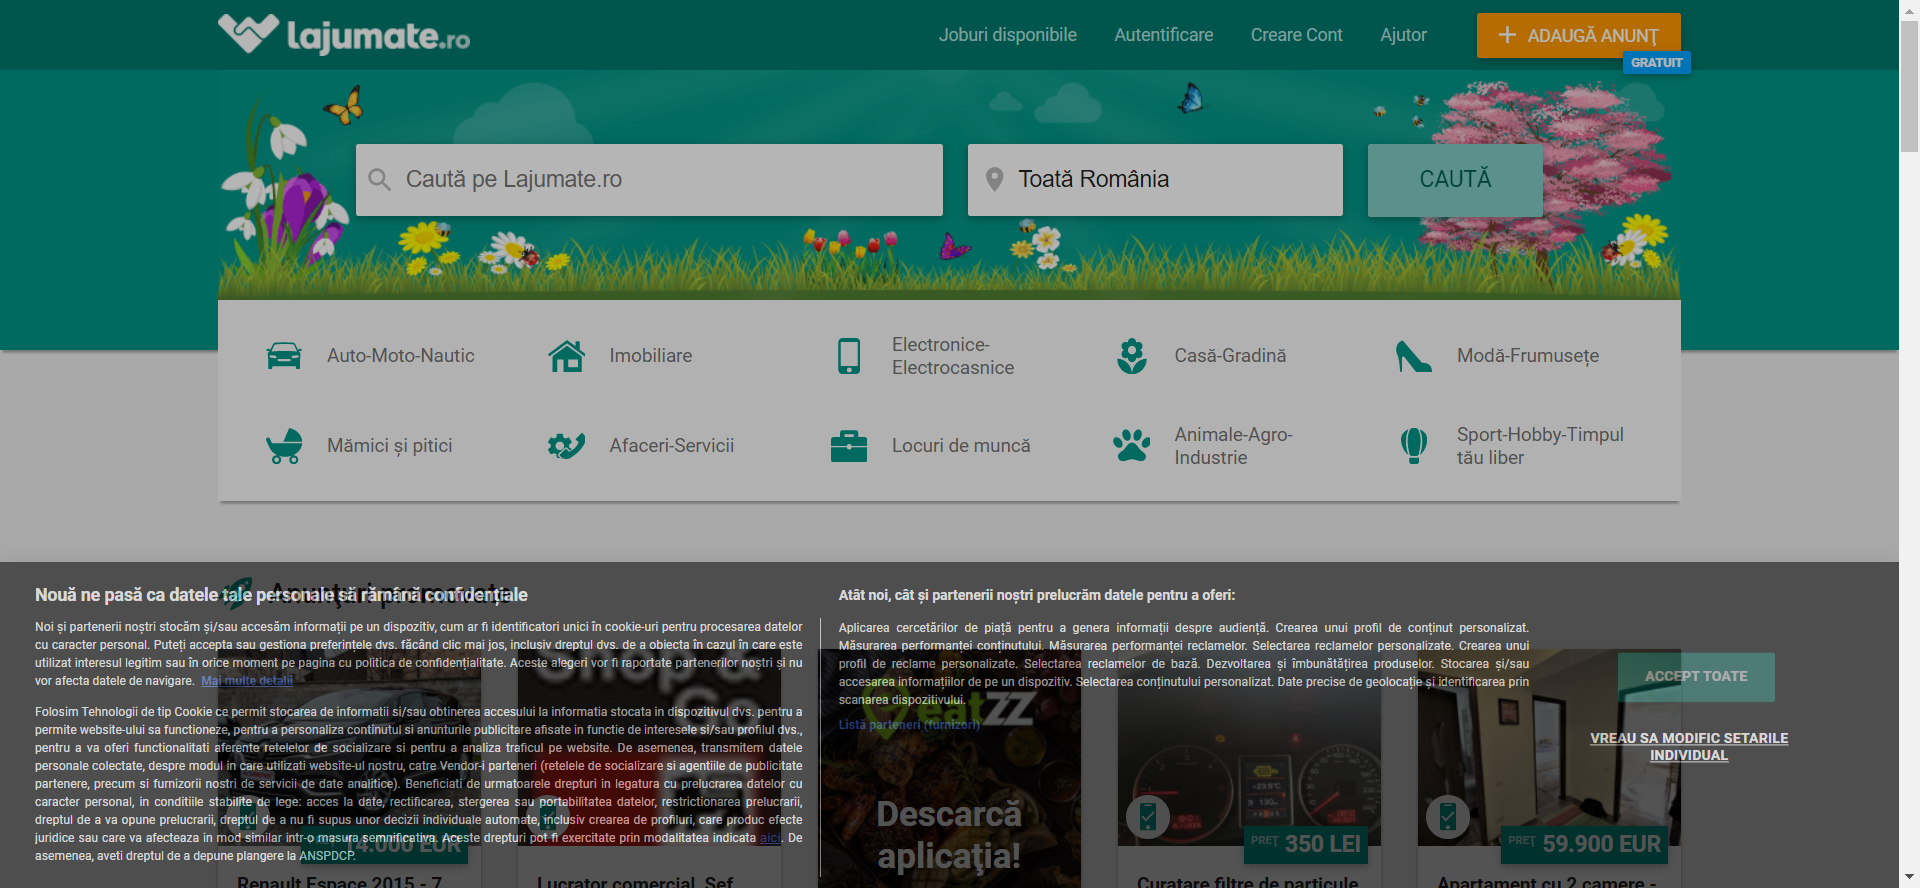 Lajumate.ro
Joburi disponibile
Autentificare
Creare Cont
Ajutor
+ ADAUGĂ ANUNȚ
GRATUIT
Caută pe Lajumate.ro
Toată România
CAUTĂ
Auto-Moto-Nautic
Imobiliare
Electronice-
Electrocasnice
Casă-Gradină
Modă-Frumusețe
Mămici și pitici
Afaceri-Servicii
Locuri de muncă
Animale-Agro-
Industrie
Sport-Hobby-Timpul
tău liber
Nouă ne pasă ca datele tale personale să rămână confidențiale
Noi și partenerii noștri stocăm și/sau accesăm informații pe un dispozitiv, cum ar fi identificatori unici în cookie-uri pentru procesarea datelor
cu caracter personal. Puteți accepta sau gestiona preferințele dvs. făcând clic mai jos, inclusiv dreptul dvs. de a obiecta în cazul în care este
utilizat interesul legitim sau în orice moment pe pagina cu politica de confidențialitate. Aceste alegeri vor fi raportate partenerilor noștri și nu
vor afecta datele de navigare. Mai multe detalii
Folosim Tehnologii de tip Cookie ce permit stocarea de informatii si/sau obtinerea accesului la informatia stocata in dispozitivul dvs. pentru a
permite website-ului sa functioneze, pentru a personaliza continutul si anunturile publicitare afisate in functie de interesele si/sau profilul dvs.,
pentru a va oferi functionalitati aferente retelelor de socializare si pentru a analiza traficul pe website. De asemenea, transmitem datele
personale colectate, despre modul in care utilizati website-ul nostru, catre Vendor-i parteneri (retelele de socializare si agentiile de publicitate
partenere, precum si furnizorii nostri de servicii de date analitice). Beneficiati de urmatoarele drepturi in legatura cu prelucrarea datelor cu
caracter personal, in conditiile stabilite de lege: acces la date, rectificarea, stergerea sau portabilitatea datelor, restrictionarea prelucrarii,
dreptul de a va opune prelucrarii, dreptul de a nu fi supus unor decizii individuale automate, inclusiv crearea de profiluri, care produc efecte
juridice sau care va afecteaza in mod similar intr-o masura semnificativa. Aceste drepturi pot fi exercitate prin modalitatea indicata aici. De
asemenea, aveti dreptul de a depune plangere la ANSPDCP.
Atât noi, cât și partenerii noștri prelucrăm datele pentru a oferi:
Aplicarea cercetărilor de piață pentru a genera informații despre audiență. Crearea unui profil de conținut personalizat.
Măsurarea performanței conținutului. Măsurarea performanței reclamelor. Selectarea reclamelor personalizate. Crearea unui
profil de reclame personalizate. Selectarea reclamelor de bază. Dezvoltarea și îmbunătățirea produselor. Stocarea și/sau
accesarea informațiilor de pe un dispozitiv. Selectarea conținutului personalizat. Date precise de geolocație și identificarea prin
scanarea dispozitivului.
Listă parteneri (furnizori)
ACCEPT TOATE
VREAU SA MODIFIC SETARILE
INDIVIDUAL
Shop &
Go
eatzz
Descarcă
aplicația!
14.000 EUR
PREȚ 350 LEI
PREȚ 59.900 EUR
Renault Espace 2015 - 7
Lucrator comercial, Sef
Curatare filtre de particule
Apartament cu 2 camere -